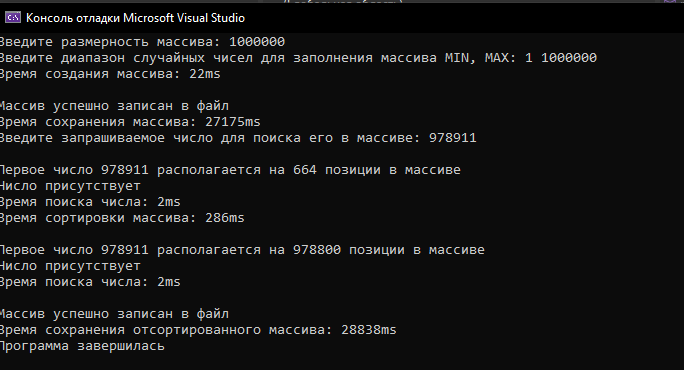 Консоль отладки Microsoft Visual Studio
Введите размерность массива: 1000000
Введите диапазон случайных чисел для заполнения массива MIN, MAX: 1 1000000
Время создания массива: 22ms
Массив успешно записан в файл
Время сохранения массива: 27175ms
Введите запрашиваемое число для поиска его в массиве: 978911
Первое число 978911 располагается на 664 позиции в массиве
Число присутствует
Время поиска числа: 2ms
Время сортировки массива: 286ms
Первое число 978911 располагается на 978800 позиции в массиве
Число присутствует
Время поиска числа: 2ms
Массив успешно записан в файл
Время сохранения отсортированного массива: 28838ms
Программа завершилась